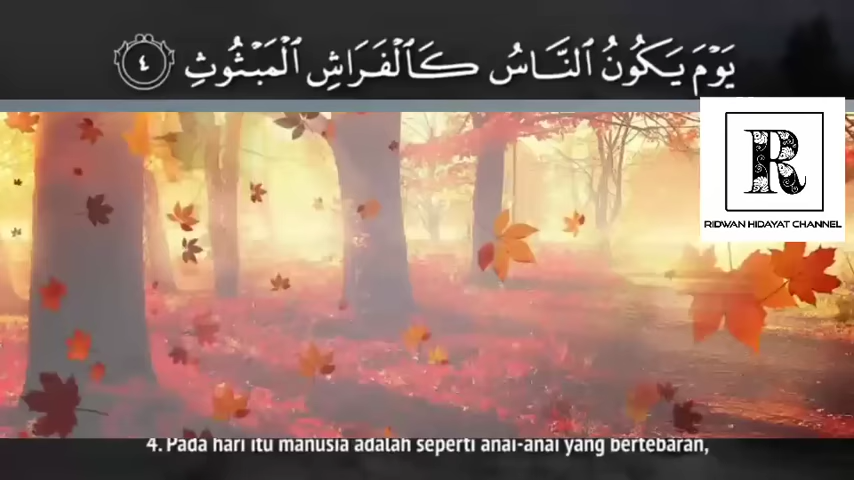 يَوْمَ يَكُونُ ٱلنَّاسُ كَٱلْفَرَاشِ ٱلْمَبْثُوثِ ٤
R
RIDWAN HIDAYAT CHANNEL
4. Pada hari itu manusia adalah seperti anai-anai yang bertebaran,